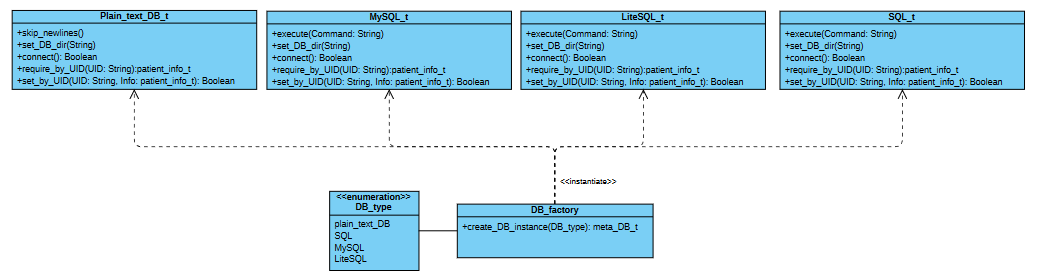 Plain_text_DB_t
+skip_newlines()
+set_DB_dir(String)
+connect(): Boolean
+require_by_UID(UID: String):patient_info_t
+set_by_UID(UID: String, Info: patient_info_t): Boolean
MySQL_t
+execute(Command: String)
+set_DB_dir(String)
+connect(): Boolean
+require_by_UID(UID: String):patient_info_t
+set_by_UID(UID: String, Info: patient_info_t): Boolean
LiteSQL_t
+execute(Command: String)
+set_DB_dir(String)
+connect(): Boolean
+require_by_UID(UID: String):patient_info_t
+set_by_UID(UID: String, Info: patient_info_t): Boolean
SQL_t
+execute(Command: String)
+set_DB_dir(String)
+connect(): Boolean
+require_by_UID(UID: String):patient_info_t
+set_by_UID(UID: String, Info: patient_info_t): Boolean
<<instantiate>>
<<enumeration>>
DB_type
plain_text_DB
SQL
MySQL
LiteSQL
DB_factory
+create_DB_instance(DB_type): meta_DB_t